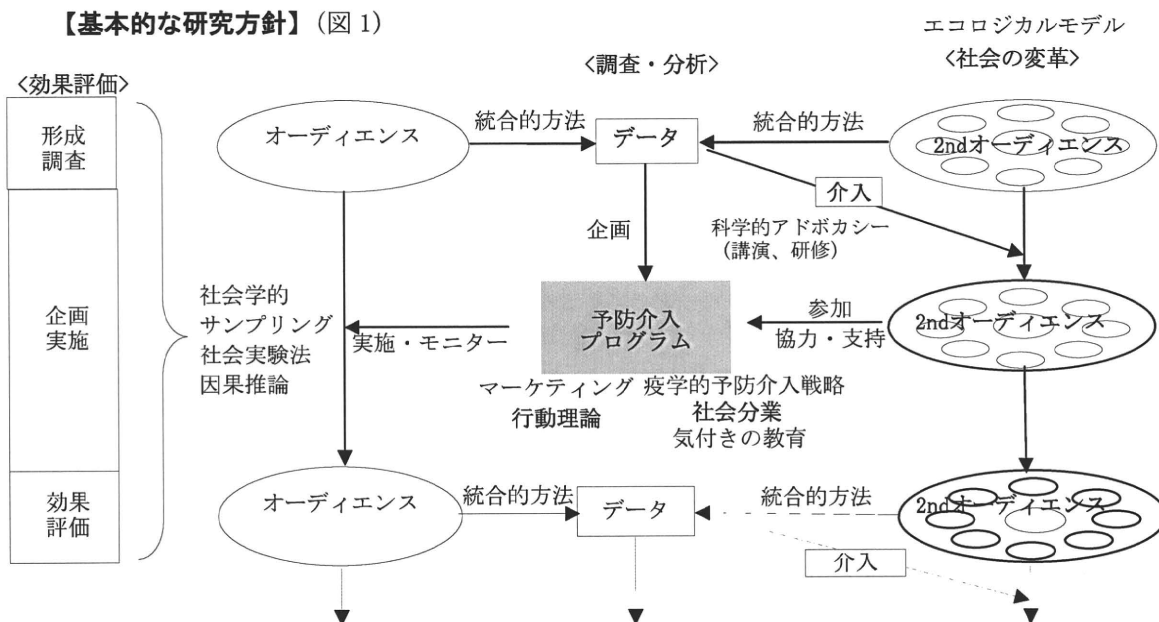 【基本的な研究方針】(図1)
エコロジカルモデル
〈社会の変革〉
〈調査・分析〉
〈効果評価〉
形成
調査
企画
実施
効果
評価
社会学的
サンプリング
社会実験法
因果推論
オーディエンス
統合的方法
データ
統合的方法
2ndオーディエンス
介入
企画
科学的アドボカシー
(講演、研修)
実施・モニター
予防介入
プログラム
参加
協力・支持
2ndオーディエンス
マーケティング
行動理論
疫学的予防介入戦略
社会分業
気付きの教育
オーディエンス
統合的方法
データ
統合的方法
2ndオーディエンス
介入